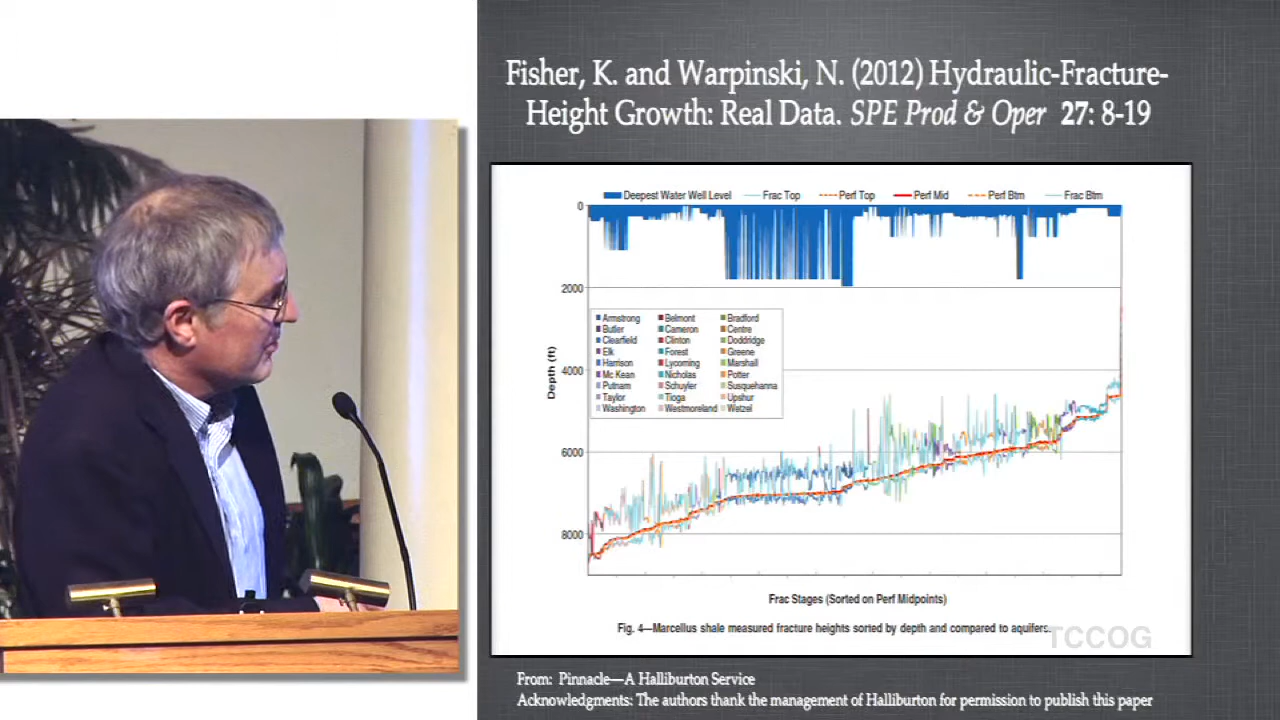 Fisher, K. and Warpinski, N. (2012) Hydraulic-Fracture-
Height Growth: Real Data. SPE Prod & Oper 27: 8-19
Deepest Water Well Level Frac Top Perf Top Perf Mid Perf Btm Frac Btm
0
2000
4000
6000
8000
Depth (ft)
Armstrong Belmont Bradford
Butler Cameron Centre
Clearfield Clinton Doddridge
Elk Forest Greene
Harrison Lycoming Marshall
Mc Kean Nicholas Potter
Putnam Schuyler Susquehanna
Taylor Tioga Upshur
Washington Westmoreland Wetzel
Frac Stages (Sorted on Perf Midpoints)
Fig. 4—Marcellus shale measured fracture heights sorted by depth and compared to aquifers.
TCCOG
From: Pinnacle—A Halliburton Service
Acknowledgments: The authors thank the management of Halliburton for permission to publish this paper